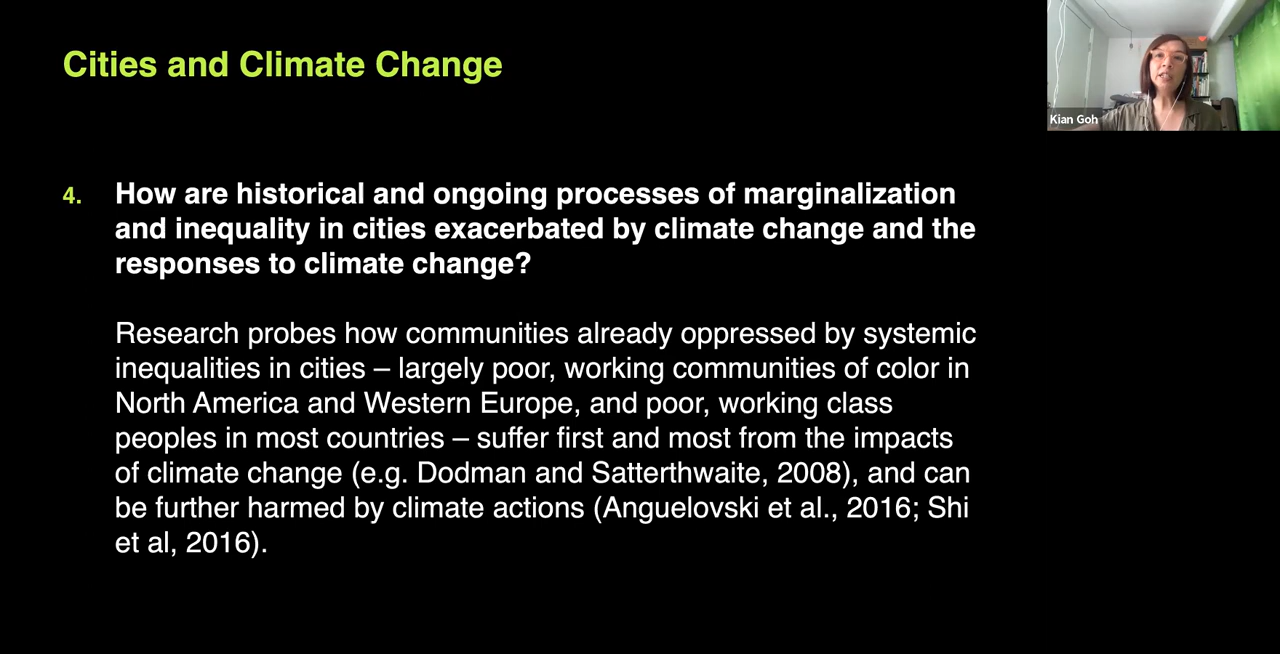 Cities and Climate Change
Kian Goh
4. How are historical and ongoing processes of marginalization
and inequality in cities exacerbated by climate change and the
responses to climate change?
Research probes how communities already oppressed by systemic
inequalities in cities – largely poor, working communities of color in
North America and Western Europe, and poor, working class
peoples in most countries – suffer first and most from the impacts
of climate change (e.g. Dodman and Satterthwaite, 2008), and can
be further harmed by climate actions (Anguelovski et al., 2016; Shi
et al, 2016).